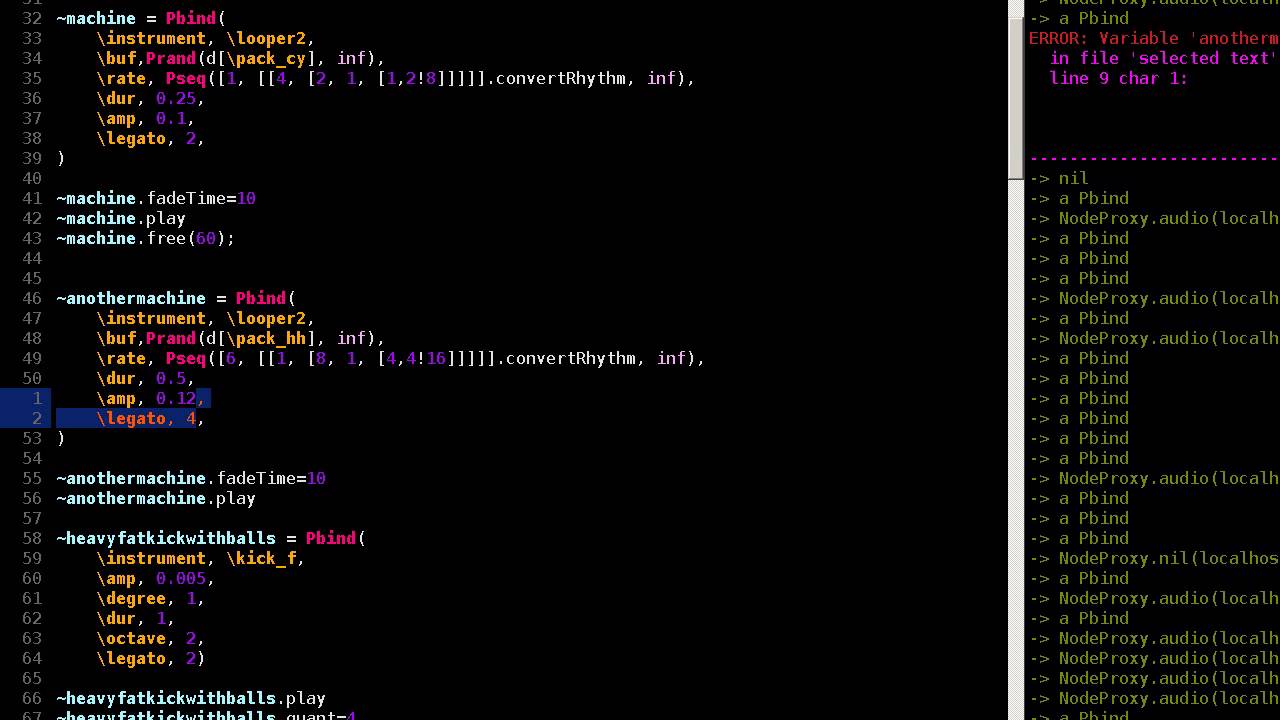 32 ~machine = Pbind(
33 \instrument, \looper2,
34 \buf,Prand(d[\pack_cy], inf),
35 \rate, Pseq([1, [[4, [2, 1, [1,2!8]]]]].convertRhythm, inf),
36 \dur, 0.25,
37 \amp, 0.1,
38 \legato, 2,
39 )
40
41 ~machine.fadeTime=10
42 ~machine.play
43 ~machine.free(60);
44
45
46 ~anothermachine = Pbind(
47 \instrument, \looper2,
48 \buf,Prand(d[\pack_hh], inf),
49 \rate, Pseq([6, [[1, [8, 1, [4,4!16]]]]].convertRhythm, inf),
50 \dur, 0.5,
1 \amp, 0.12,
2 \legato, 4,
53 )
54
55 ~anothermachine.fadeTime=10
56 ~anothermachine.play
57
58 ~heavyfatkickwithballs = Pbind(
59 \instrument, \kick_f,
60 \amp, 0.005,
61 \degree, 1,
62 \dur, 1,
63 \octave, 2,
64 \legato, 2)
65
66 ~heavyfatkickwithballs.play
67 ~heavyfatkickwithballs.quant=4
-> NodeProxy.audio(localh
-> a Pbind
ERROR: Variable 'anotherm
in file 'selected text'
line 9 char 1:
-------------------------
-> nil
-> a Pbind
-> NodeProxy.audio(localh
-> a Pbind
-> a Pbind
-> a Pbind
-> NodeProxy.audio(localh
-> a Pbind
-> NodeProxy.audio(localh
-> a Pbind
-> a Pbind
-> a Pbind
-> a Pbind
-> a Pbind
-> a Pbind
-> NodeProxy.audio(localh
-> a Pbind
-> a Pbind
-> a Pbind
-> NodeProxy.nil(localhos
-> a Pbind
-> NodeProxy.audio(localh
-> a Pbind
-> NodeProxy.audio(localh
-> NodeProxy.audio(localh
-> NodeProxy.audio(localh
-> NodeProxy.audio(localh
-> a Pbind